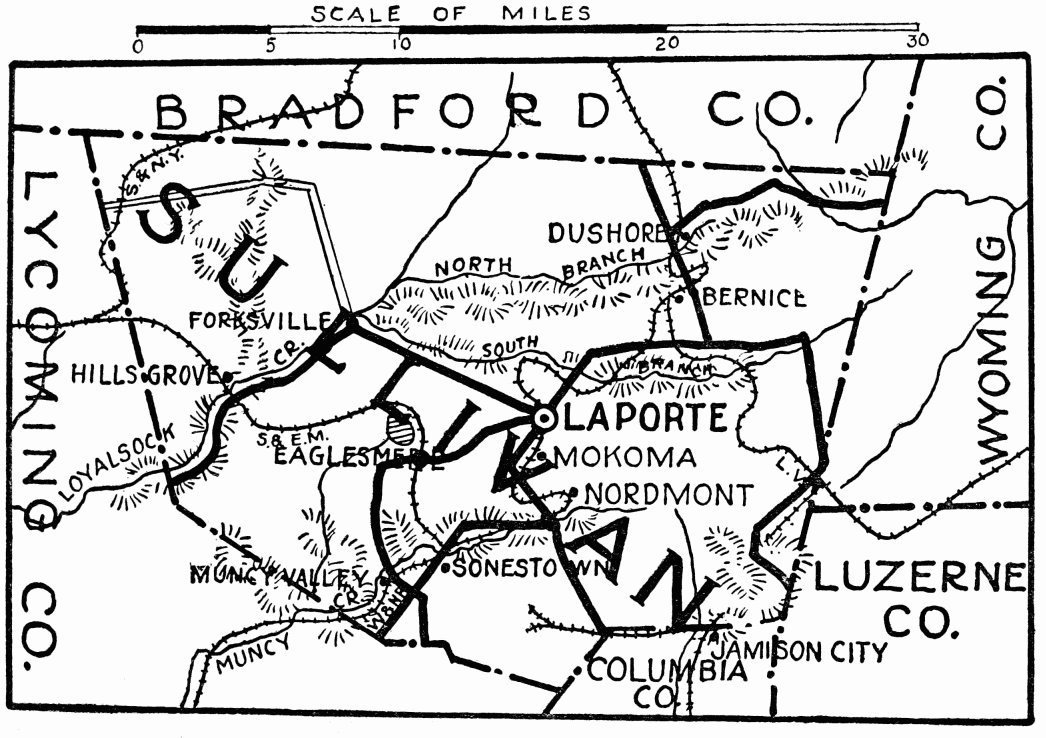 SCALE OF MILES
0 5 10 20 30
BRADFORD CO.
CO.
WYOMING
LYCOMING
CO.
S & N.Y.
SULLIVAN
DUSHORE
NORTH BRANCH
BERNICE
FORKSVILLE
CR.
SOUTH BRANCH
HILLS GROVE
LAPORTE
S. & E.M.
EAGLESMERE
MOKOMA
LOYALSOCK
L.V.
NORDMONT
MUNCY VALLEY
SONESTOWN
CR.
W&NB
LUZERNE
CO.
MUNCY
JAMISON CITY
COLUMBIA
CO.